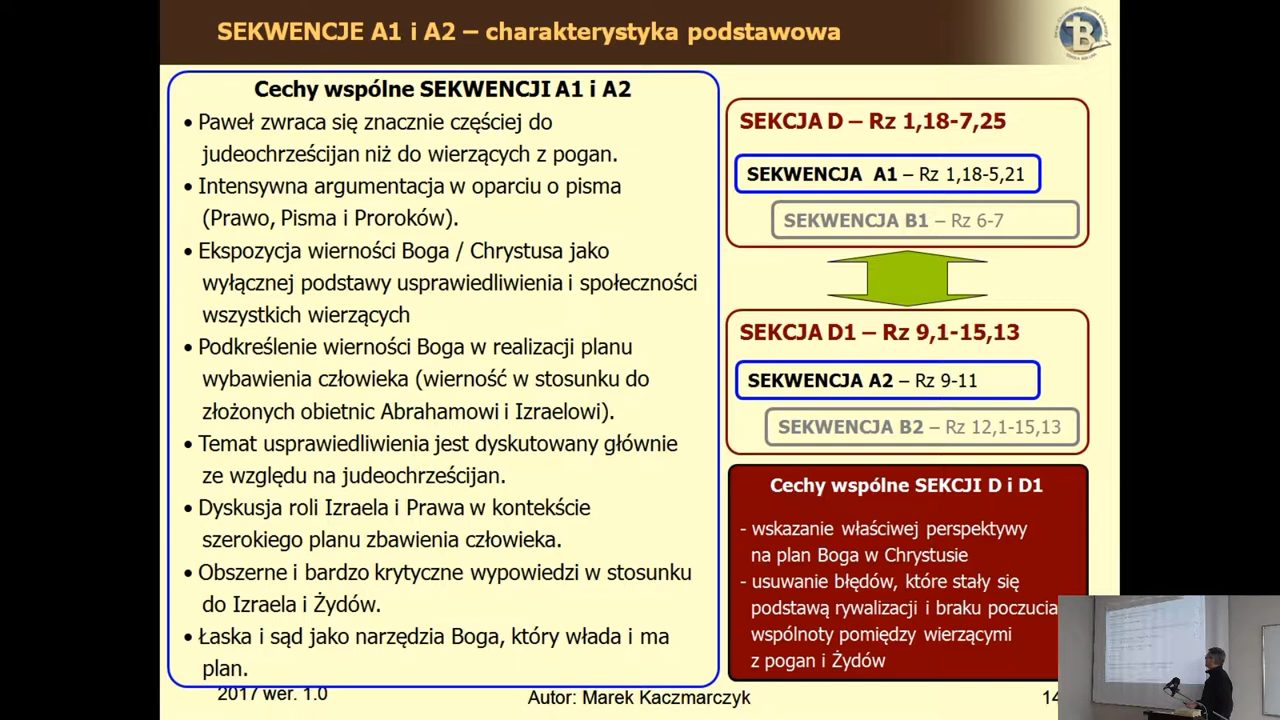 SEKWENCJE A1 i A2 – charakterystyka podstawowa
Cechy wspólne SEKWENCJI A1 i A2
• Paweł zwraca się znacznie częściej do
judeochrześcijan niż do wierzących z pogan.
• Intensywna argumentacja w oparciu o pisma
(Prawo, Pisma i Proroków).
• Ekspozycja wierności Boga / Chrystusa jako
wyłącznej podstawy usprawiedliwienia i społeczności
wszystkich wierzących
• Podkreślenie wierności Boga w realizacji planu
wybawienia człowieka (wierność w stosunku do
złożonych obietnic Abrahamowi i Izraelowi).
• Temat usprawiedliwienia jest dyskutowany głównie
ze względu na judeochrześcijan.
• Dyskusja roli Izraela i Prawa w kontekście
szerokiego planu zbawienia człowieka.
• Obszerne i bardzo krytyczne wypowiedzi w stosunku
do Izraela i Żydów.
• Łaska i sąd jako narzędzia Boga, który włada i ma
plan.
SEKCJA D – Rz 1,18-7,25
SEKWENCJA A1 – Rz 1,18-5,21
SEKWENCJA B1 – Rz 6-7
SEKCJA D1 – Rz 9,1-15,13
SEKWENCJA A2 – Rz 9-11
SEKWENCJA B2 – Rz 12,1-15,13
Cechy wspólne SEKCJI D i D1
- wskazanie właściwej perspektywy
na plan Boga w Chrystusie
- usuwanie błędów, które stały się
podstawą rywalizacji i braku poczucia
wspólnoty pomiędzy wierzącymi
z pogan i Żydów
2017 wer. 1.0
Autor: Marek Kaczmarczyk
14